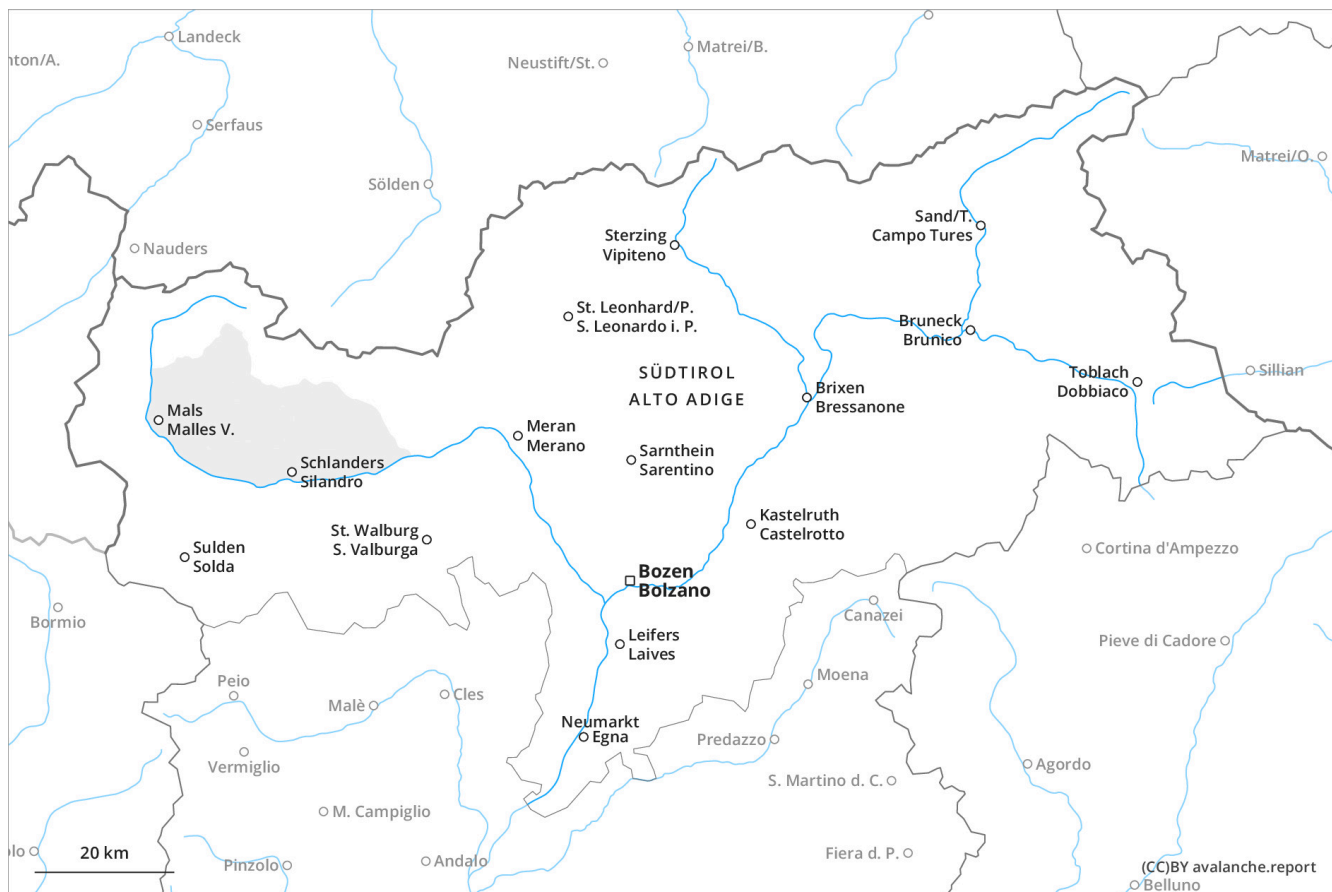 Landeck
Matrei/B.
nton/A.
Neustift/St.
Serfaus
Matrei/O.
Sölden
Sand/T.
Campo Tures
Sterzing
Vipiteno
Nauders
St. Leonhard/P.
S. Leonardo i. P.
Bruneck
Brunico
SÜDTIROL
ALTO ADIGE
Toblach
Dobbiaco
Sillian
Brixen
Bressanone
Mals
Malles V.
Meran
Merano
Sarnthein
Sarentino
Schlanders
Silandro
Kastelruth
Castelrotto
St. Walburg
S. Valburga
Sulden
Solda
Cortina d'Ampezzo
Bozen
Bolzano
Bormio
Canazei
Leifers
Laives
Pieve di Cadore
Moena
Peio
Cles
Malè
Neumarkt
Egna
Predazzo
Vermiglio
Agordo
S. Martino d. C.
M. Campiglio
olo
20 km
Fiera d. P.
Pinzolo
Andalo
(CC)BY avalanche.report
Belluno